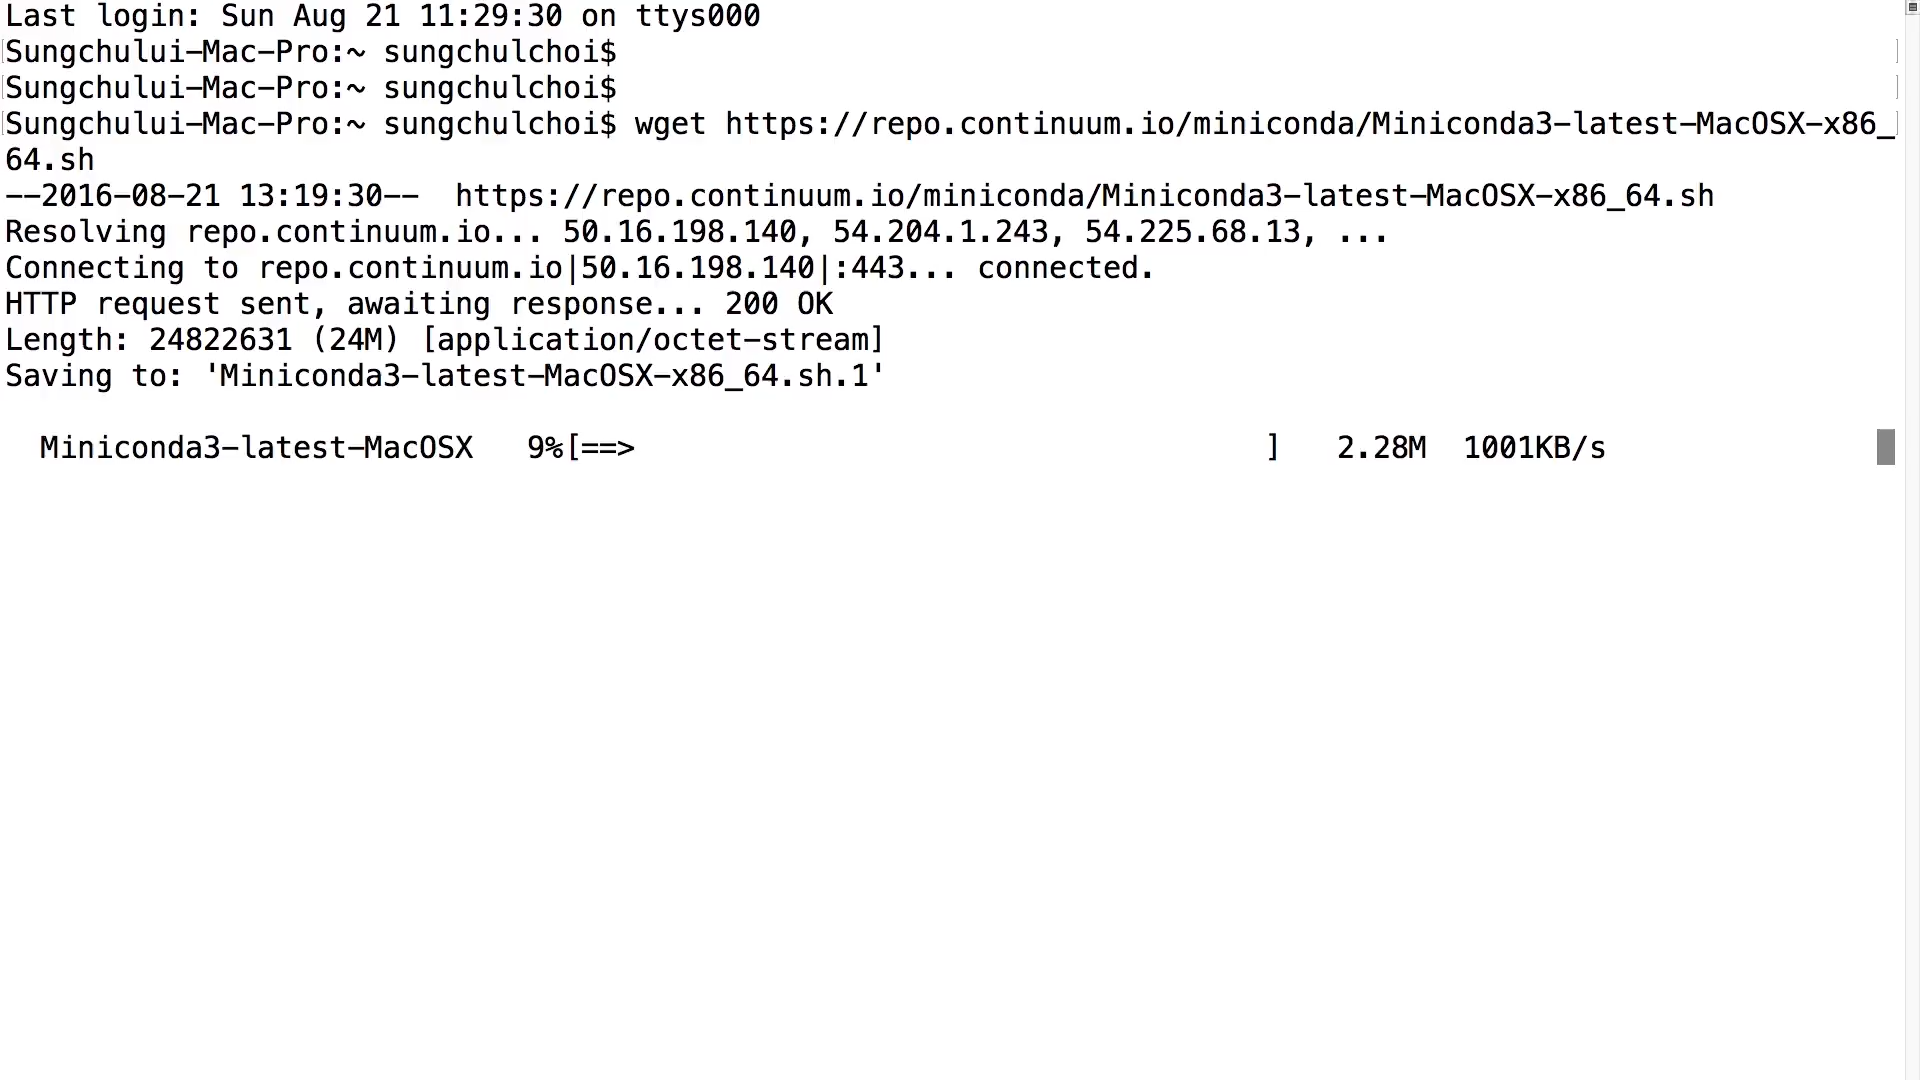 Last login: Sun Aug 21 11:29:30 on ttys000
Sungchului-Mac-Pro:~ sungchulchoi$
Sungchului-Mac-Pro:~ sungchulchoi$
Sungchului-Mac-Pro:~ sungchulchoi$ wget https://repo.continuum.io/miniconda/Miniconda3-latest-MacOSX-x86_
64.sh
--2016-08-21 13:19:30--  https://repo.continuum.io/miniconda/Miniconda3-latest-MacOSX-x86_64.sh
Resolving repo.continuum.io... 50.16.198.140, 54.204.1.243, 54.225.68.13, ...
Connecting to repo.continuum.io|50.16.198.140|:443... connected.
HTTP request sent, awaiting response... 200 OK
Length: 24822631 (24M) [application/octet-stream]
Saving to: 'Miniconda3-latest-MacOSX-x86_64.sh.1'
Miniconda3-latest-MacOSX   9%[==>                                   ]   2.28M  1001KB/s